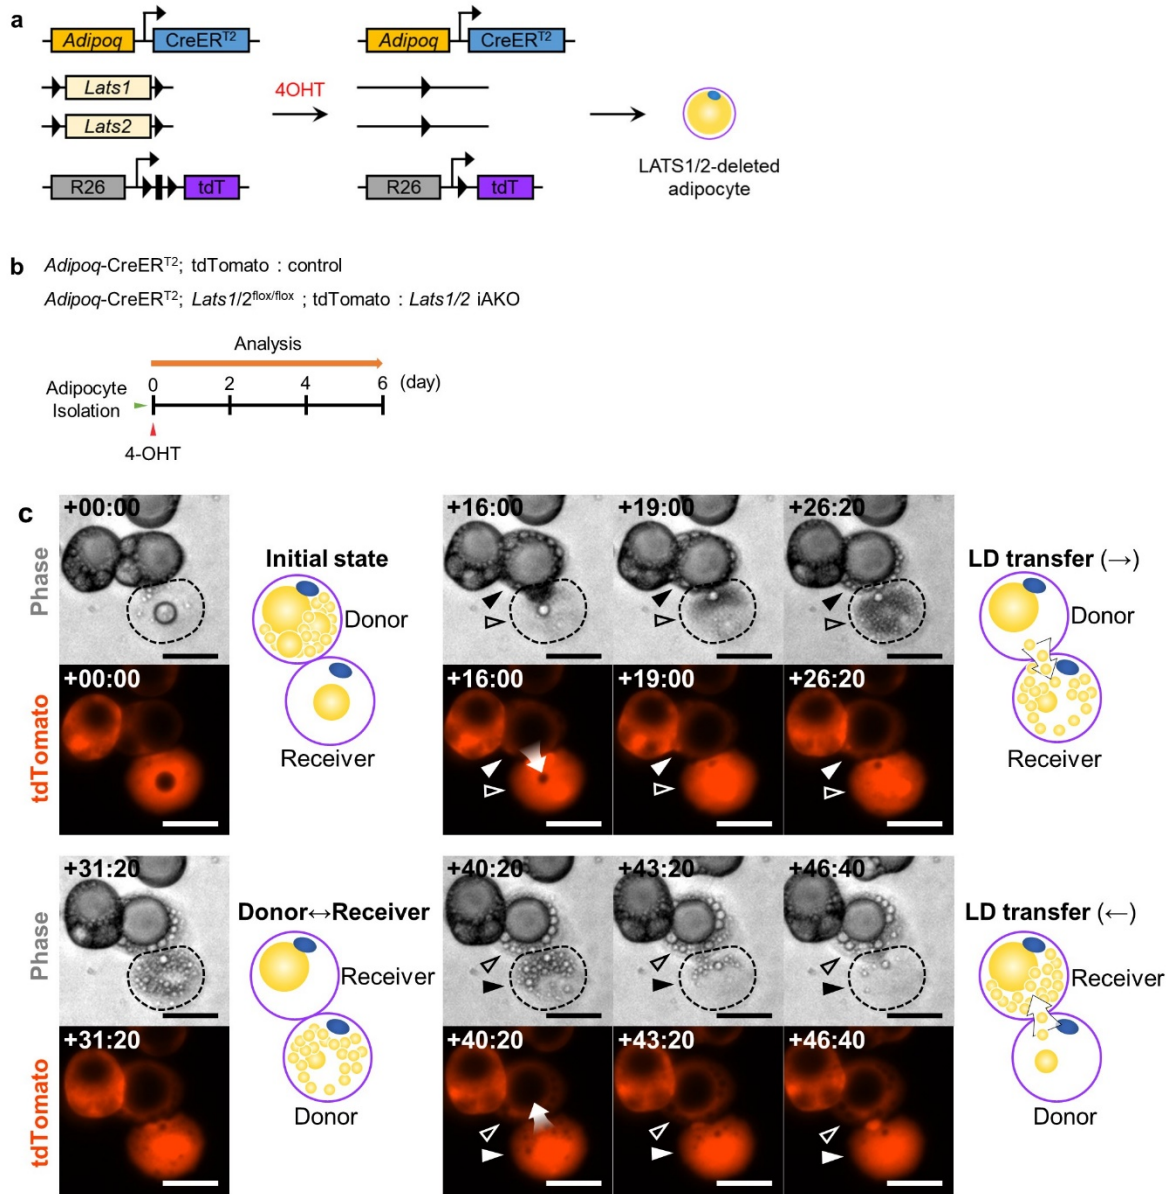 a
Adipoq CreERT2 Adipoq CreERT2
Lats1
4OHT
Lats2
R26 tdT R26 tdT
LATS1/2-deleted
adipocyte
b
Adipoq-CreERT2; tdTomato : control
Adipoq-CreERT2; Lats1/2flox/flox ; tdTomato : Lats1/2 iAKO
Analysis
Adipocyte
Isolation
0 2 4 6 (day)
4-OHT
c
Phase
+00:00
Initial state
Donor
Receiver
+16:00 +19:00 +26:20
LD transfer (→)
Donor
Receiver
tdTomato
+00:00
+16:00 +19:00 +26:20
Phase
+31:20
Donor↔Receiver
Receiver
Donor
+40:20 +43:20 +46:40
LD transfer (←)
Receiver
Donor
tdTomato
+31:20
+40:20 +43:20 +46:40